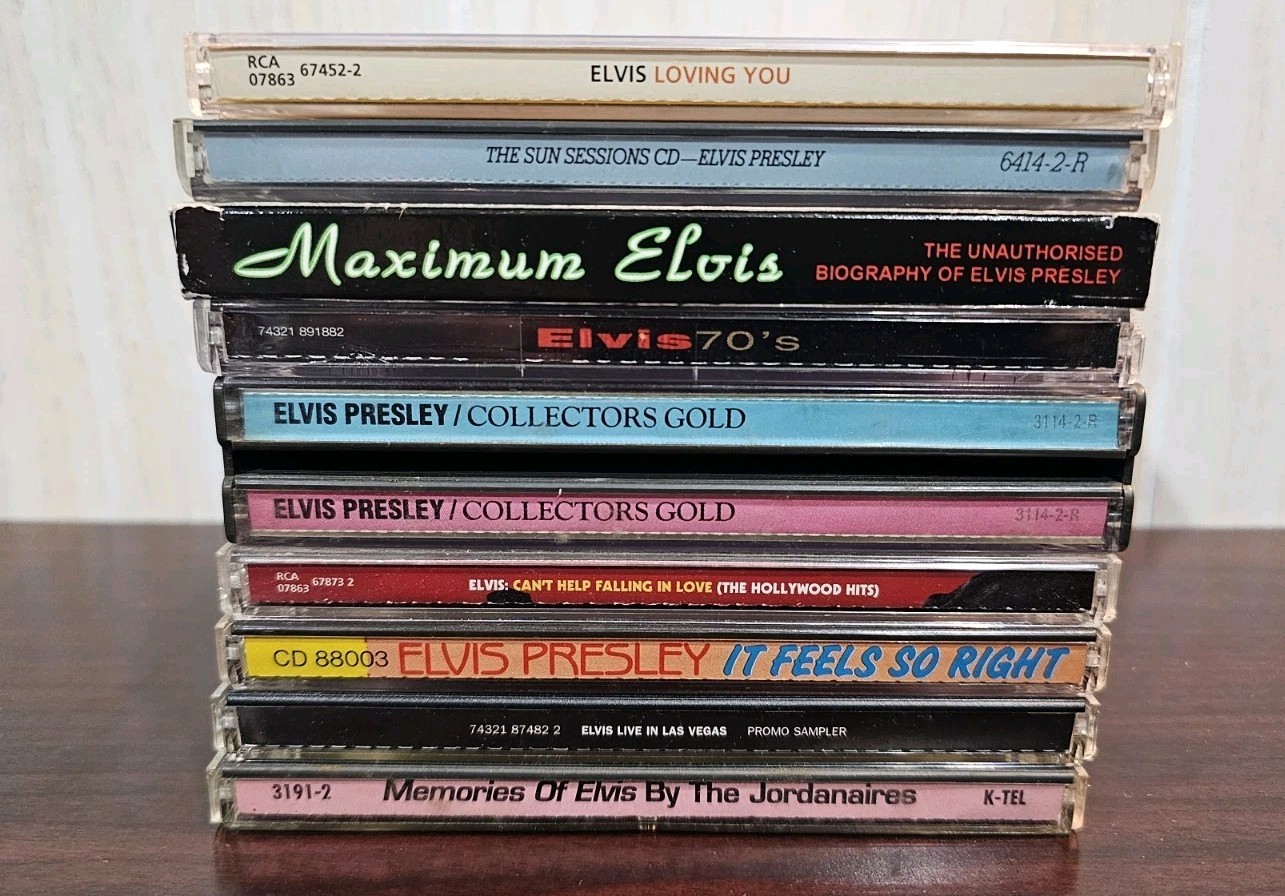 RCA
07863 67452-2 ELVIS LOVING YOU
THE SUN SESSIONS CD—ELVIS PRESLEY 6414-2-R
Maximum Elvis THE UNAUTHORISED
BIOGRAPHY OF ELVIS PRESLEY
74321 891882 Elvis70's
ELVIS PRESLEY / COLLECTORS GOLD 3114-2-R
ELVIS PRESLEY / COLLECTORS GOLD 3114-2-R
RCA
07863 67873 2 ELVIS: CAN'T HELP FALLING IN LOVE (THE HOLLYWOOD HITS)
CD 88003 ELVIS PRESLEY IT FEELS SO RIGHT
74321 87482 2 ELVIS LIVE IN LAS VEGAS PROMO SAMPLER
3191-2 Memories Of Elvis By The Jordanaires K-TEL